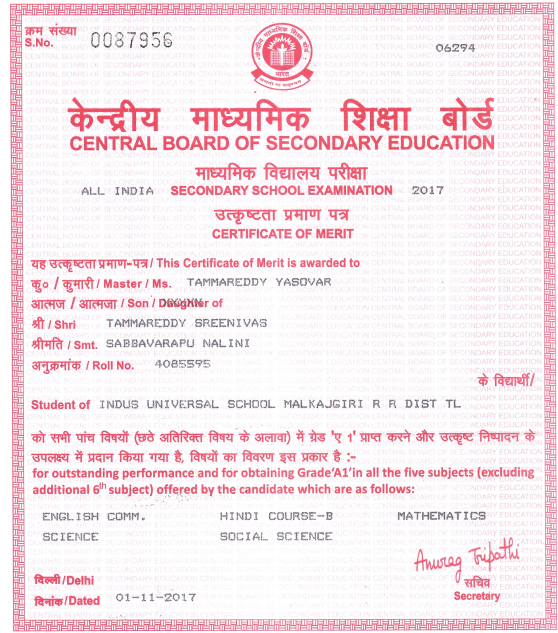 क्रम संख्या
S.No. 0087956
06294
केन्द्रीय माध्यमिक शिक्षा बोर्ड
CENTRAL BOARD OF SECONDARY EDUCATION
माध्यमिक विद्यालय परीक्षा
ALL INDIA SECONDARY SCHOOL EXAMINATION 2017
उत्कृष्टता प्रमाण पत्र
CERTIFICATE OF MERIT
यह उत्कृष्टता प्रमाण-पत्र/ This Certificate of Merit is awarded to
कु० / कुमारी / Master / Ms. TAMMAREDDY YASOVAR
आत्मज / आत्मजा / Son / Daughter of
श्री / Shri TAMMAREDDY SREENIVAS
श्रीमति / Smt. SABBAVARAPU NALINI
अनुक्रमांक / Roll No. 4085595
के विद्यार्थी/
Student of INDUS UNIVERSAL SCHOOL MALKAJGIRI R R DIST TL
को सभी पांच विषयों (छठे अतिरिक्त विषय के अलावा) में ग्रेड 'ए 1' प्राप्त करने और उत्कृष्ट निष्पादन के
उपलक्ष्य में प्रदान किया गया है, विषयों का विवरण इस प्रकार है :-
for outstanding performance and for obtaining Grade'A1'in all the five subjects (excluding
additional 6th subject) offered by the candidate which are as follows:
ENGLISH COMM. HINDI COURSE-B MATHEMATICS
SCIENCE SOCIAL SCIENCE
Anurag Tripathi
दिल्ली/Delhi
सचिव
Secretary
दिनांक/Dated 01-11-2017